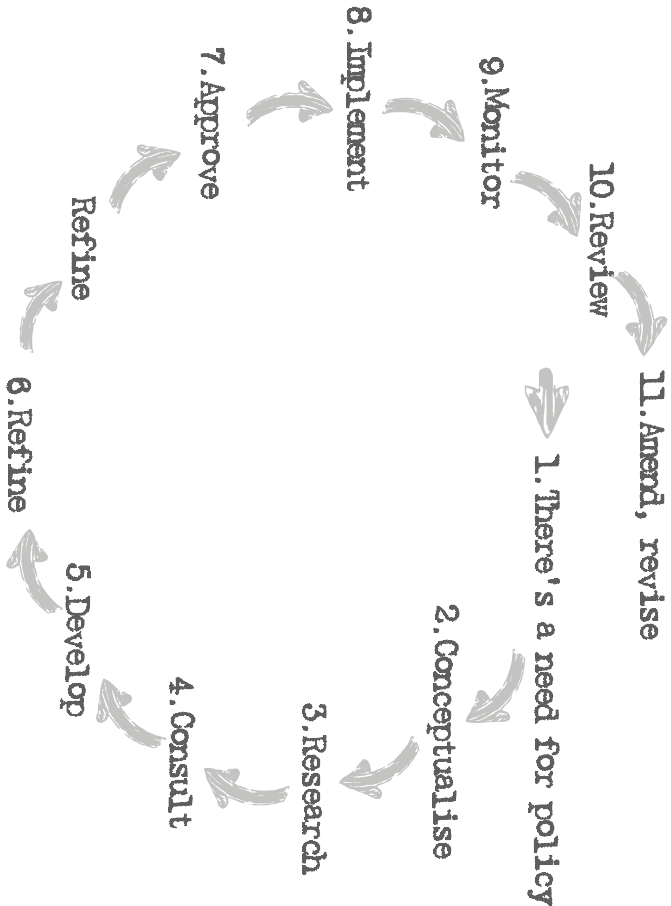 1.There's a need for policy
2.Conceptualise
3.Research
4.Consult
5.Develop
6.Refine
Refine
7.Approve
8.Implement
9.Monitor
10.Review
11.Amend, revise